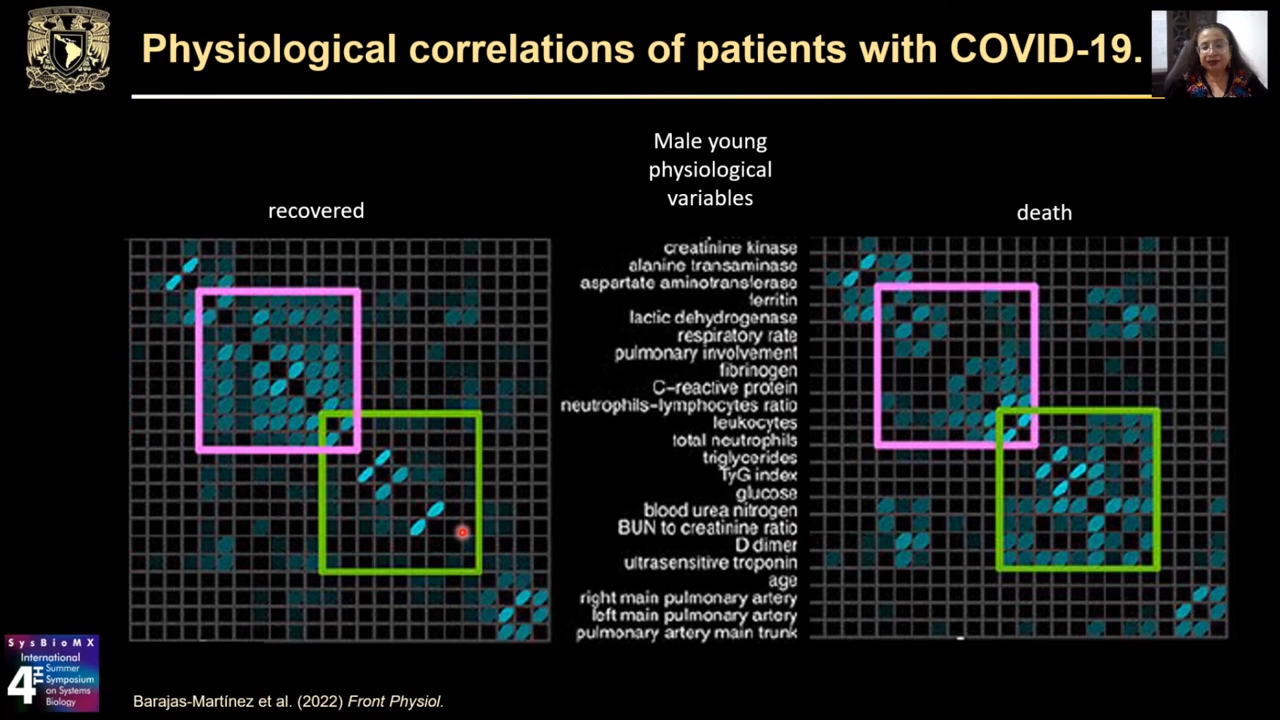 Physiological correlations of patients with COVID-19.
Male young
physiological
variables
recovered
death
creatinine kinase
alanine transaminase
aspartate aminotransferase
ferritin
lactic dehydrogenase
respiratory rate
pulmonary involvement
fibrinogen
C-reactive protein
neutrophils-lymphocytes ratio
leukocytes
total neutrophils
triglycerides
TyG index
glucose
blood urea nitrogen
BUN to creatinine ratio
D dimer
ultrasensitive troponin
age
right main pulmonary artery
left main pulmonary artery
pulmonary artery main trunk
SysBioMX
International
4TH Summer
Symposium
on Systems
Biology
Barajas-Martínez et al. (2022) Front Physiol.